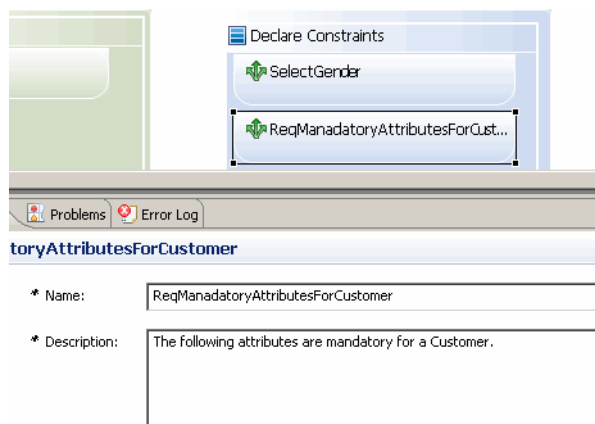 Declare Constraints
SelectGender
ReqManadatoryAttributesForCust...
Problems Error Log
toryAttributesForCustomer
* Name: ReqManadatoryAttributesForCustomer
* Description: The following attributes are mandatory for a Customer.